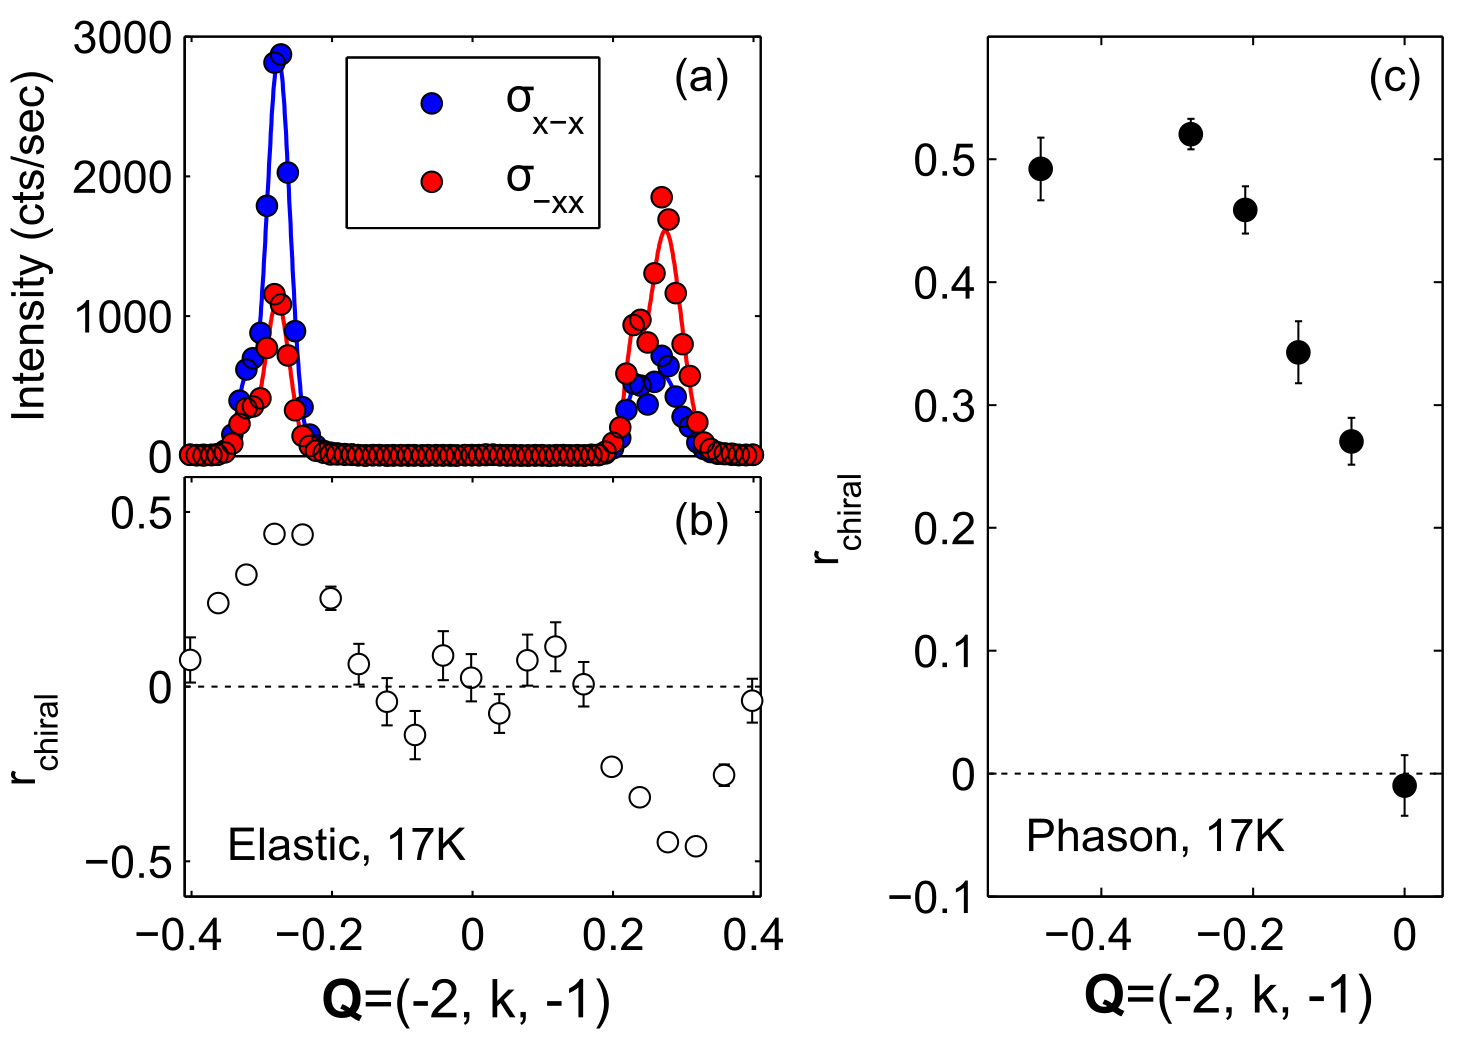 3000
2000
1000
0
Intensity (cts/sec)
(a)
σx−x
σ−xx
0.5
0
−0.5
rchiral
(b)
Elastic, 17K
−0.4 −0.2 0 0.2 0.4
Q=(-2, k, -1)
(c)
0.5
0.4
0.3
0.2
0.1
0
−0.1
rchiral
Phason, 17K
−0.4 −0.2 0
Q=(-2, k, -1)